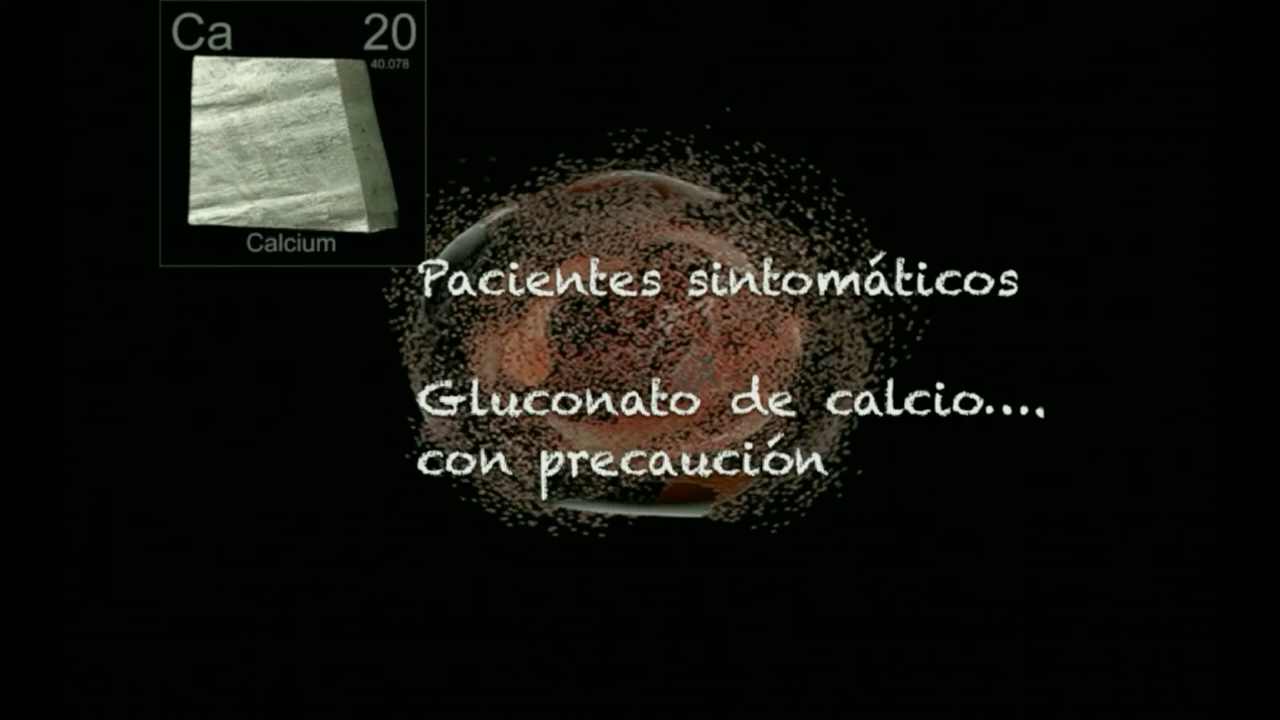 Ca 20
40.078
Calcium
Pacientes sintomáticos
Gluconato de calcio....
con precaución